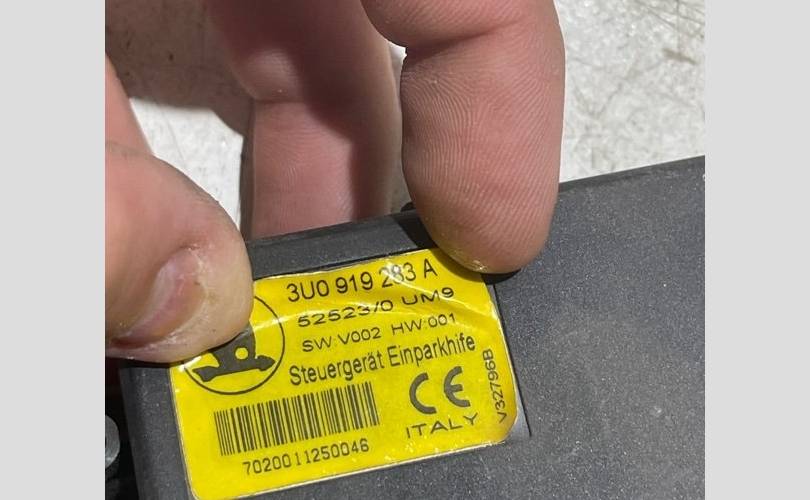 3U0 919 283 A
52523/0 UM9
SW:V002 HW:001
Steuergerät Einparkhife
CE
ITALY
7020011250046
V32796B